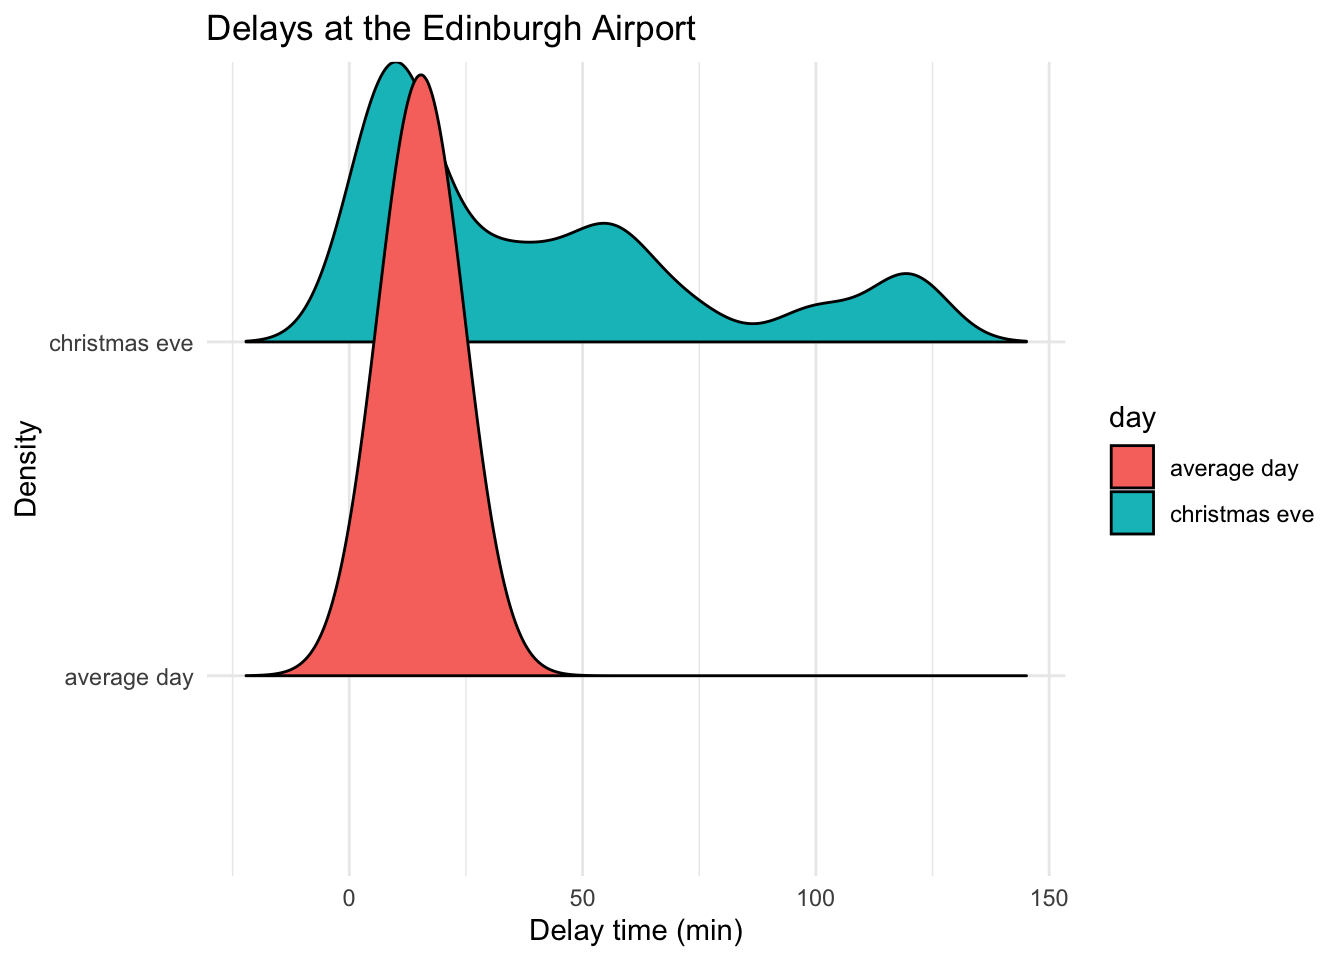 Delays at the Edinburgh Airport
christmas eve
average day
Density
0 50 100 150
Delay time (min)
day
average day
christmas eve